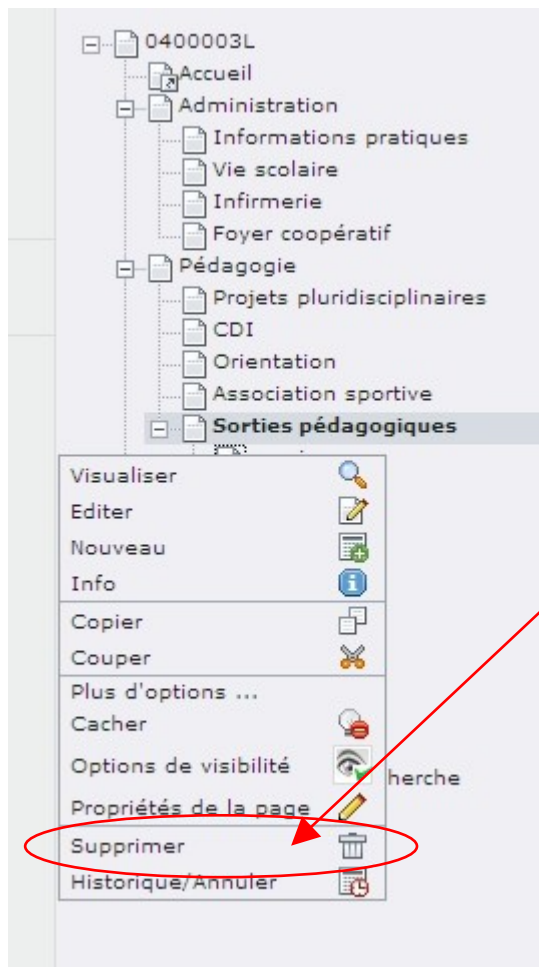 0400003L
Accueil
Administration
Informations pratiques
Vie scolaire
Infirmerie
Foyer coopératif
Pédagogie
Projets pluridisciplinaires
CDI
Orientation
Association sportive
Sorties pédagogiques
Visualiser
Editer
Nouveau
Info
Copier
Couper
Plus d'options ...
Cacher
Options de visibilité
herche
Propriétés de la page
Supprimer
Historique/Annuler